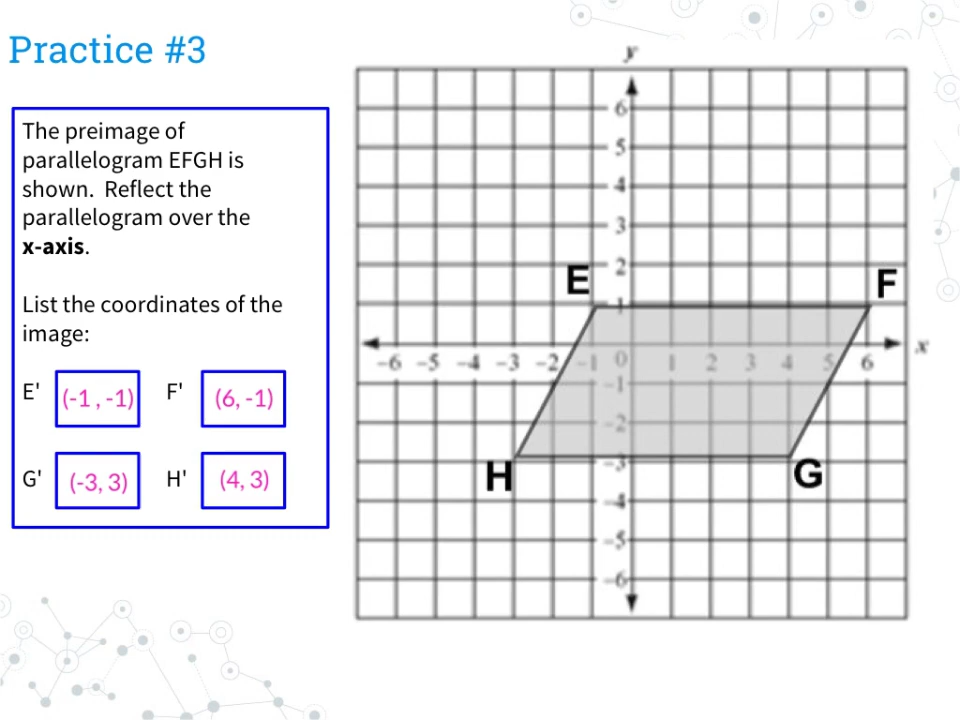 Practice #3
The preimage of
parallelogram EFGH is
shown.  Reflect the
parallelogram over the
x-axis.
List the coordinates of the
image:
E' (-1 , -1) F' (6, -1)
G' (-3, 3) H' (4, 3)
y
6
5
4
3
E 2 F
1
-6 -5 -4 -3 -2 -1 0 1 2 3 4 5 6 x
-1
-2
H -3 G
-4
-5
-6